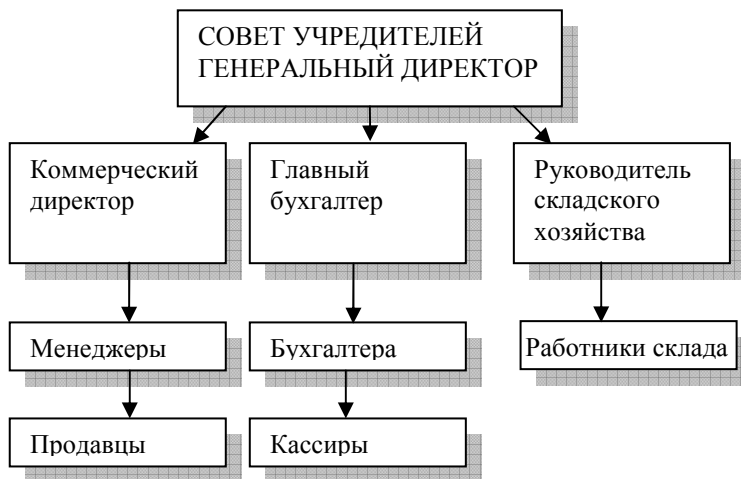 СОВЕТ УЧРЕДИТЕЛЕЙ
ГЕНЕРАЛЬНЫЙ ДИРЕКТОР
Коммерческий
директор
Главный
бухгалтер
Руководитель
складского
хозяйства
Менеджеры
Бухгалтера
Работники склада
Продавцы
Кассиры